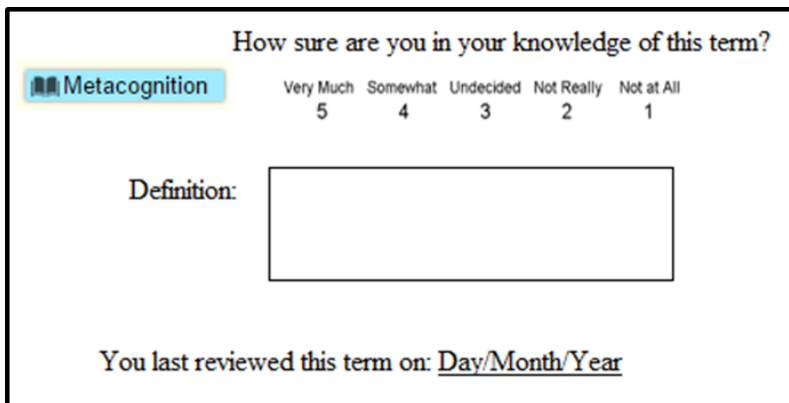 How sure are you in your knowledge of this term?
Metacognition
Very Much Somewhat Undecided Not Really Not at All
5 4 3 2 1
Definition:
You last reviewed this term on: Day/Month/Year